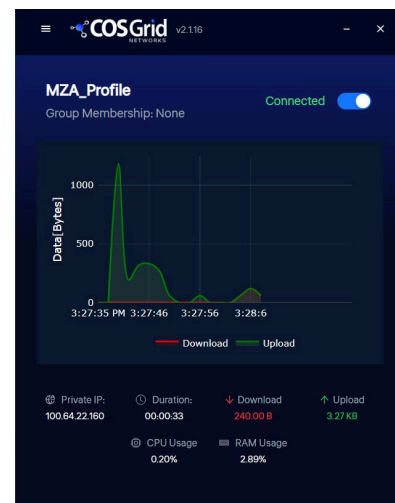 COSGrid NETWORKS v2.1.16
MZA_Profile
Connected
Group Membership: None
Data[Bytes]
1000
500
0
3:27:35 PM 3:27:46 3:27:56 3:28:6
Download Upload
Private IP: Duration: Download Upload
100.64.22.160 00:00:33 240.00 B 3.27 KB
CPU Usage RAM Usage
0.20% 2.89%